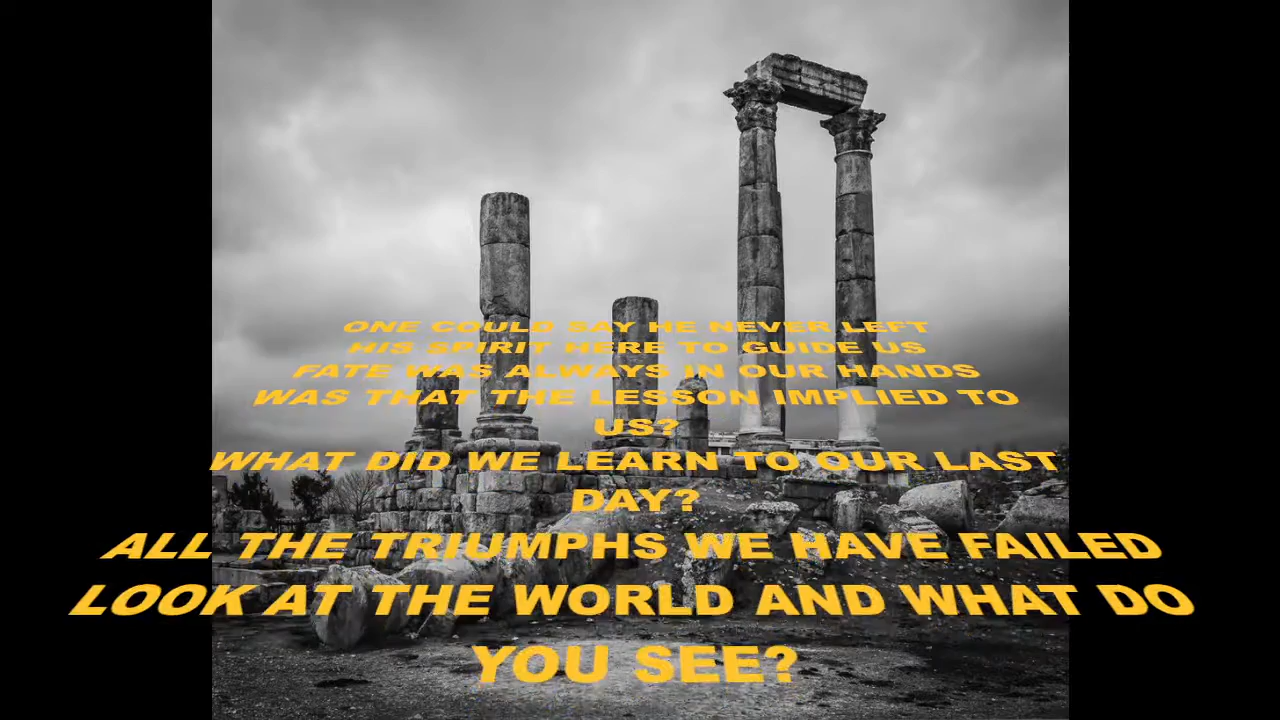 ONE COULD SAY HE NEVER LEFT
HIS SPIRIT HERE TO GUIDE US
FATE WAS ALWAYS IN OUR HANDS
WAS THAT THE LESSON IMPLIED TO
US?
WHAT DID WE LEARN TO OUR LAST
DAY?
ALL THE TRIUMPHS WE HAVE FAILED
LOOK AT THE WORLD AND WHAT DO
YOU SEE?